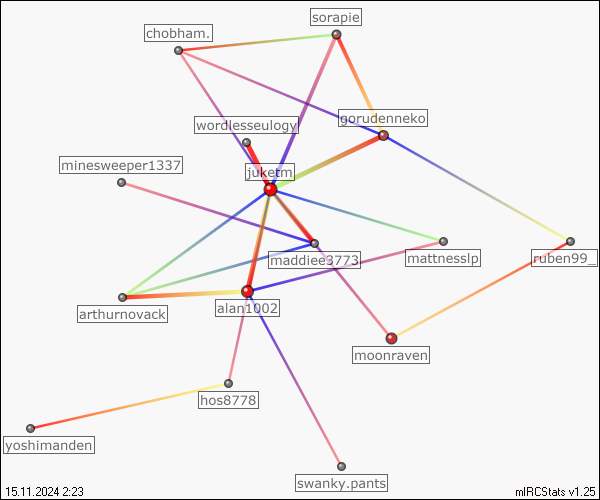 sorapie
chobham.
gorudenneko
wordlesseulogy
minesweeper1337
juketm
maddiee3773
mattnesslp
ruben99_
arthurnovack
alan1002
moonraven
hos8778
yoshimanden
swanky.pants
15.11.2024 2:23
mIRCStats v1.25